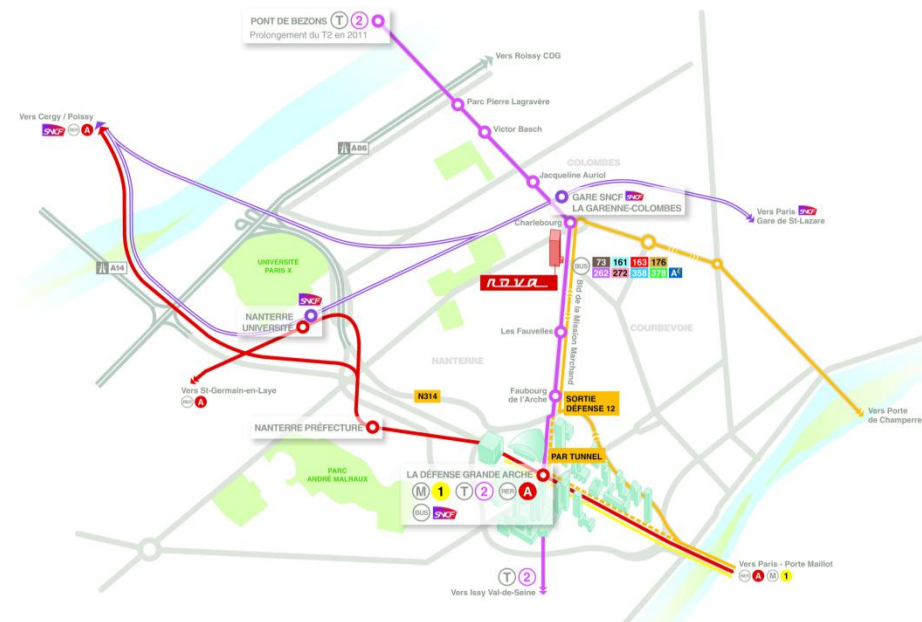 PONT DE BEZONS T 2
Prolongement du T2 en 2011
Vers Roissy CDG
Parc Pierre Lagravère
Vers Cergy / Poissy
SNCF RER A
Victor Basch
A86
COLOMBES
Jacqueline Auriol
GARE SNCF SNCF
LA GARENNE-COLOMBES
Vers Paris SNCF
Gare de St-Lazare
Charlebourg
BUS 73 161 163 176
262 272 358 378
A14
UNIVERSITÉ
PARIS X
nova
Bld de la Mission Marchand
SNCF
NANTERRE
UNIVERSITÉ
Les Fauvelles
COURBEVOIE
NANTERRE
Vers St-Germain-en-Laye
RER A
N314
Faubourg
de l'Arche
SORTIE
DÉFENSE 12
Vers Porte
de Champerre
NANTERRE PRÉFECTURE
PAR TUNNEL
PARC
ANDRÉ MALRAUX
LA DÉFENSE GRANDE ARCHE
M 1 T 2 RER A
BUS SNCF
Vers Paris - Porte Maillot
RER A M 1
T 2
Vers Issy Val-de-Seine